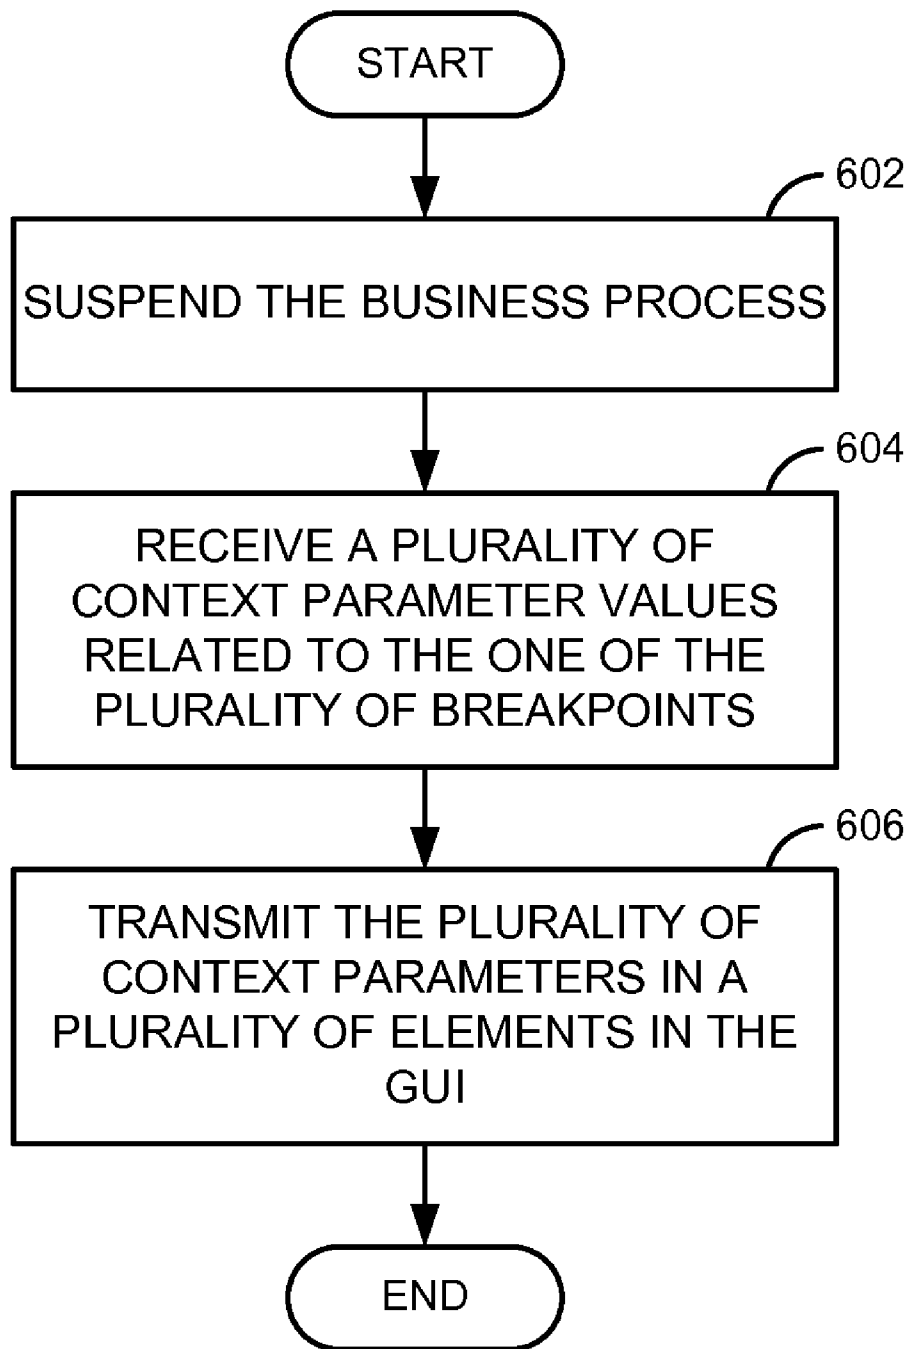 START
602
SUSPEND THE BUSINESS PROCESS
604
RECEIVE A PLURALITY OF
CONTEXT PARAMETER VALUES
RELATED TO THE ONE OF THE
PLURALITY OF BREAKPOINTS
606
TRANSMIT THE PLURALITY OF
CONTEXT PARAMETERS IN A
PLURALITY OF ELEMENTS IN THE
GUI
END